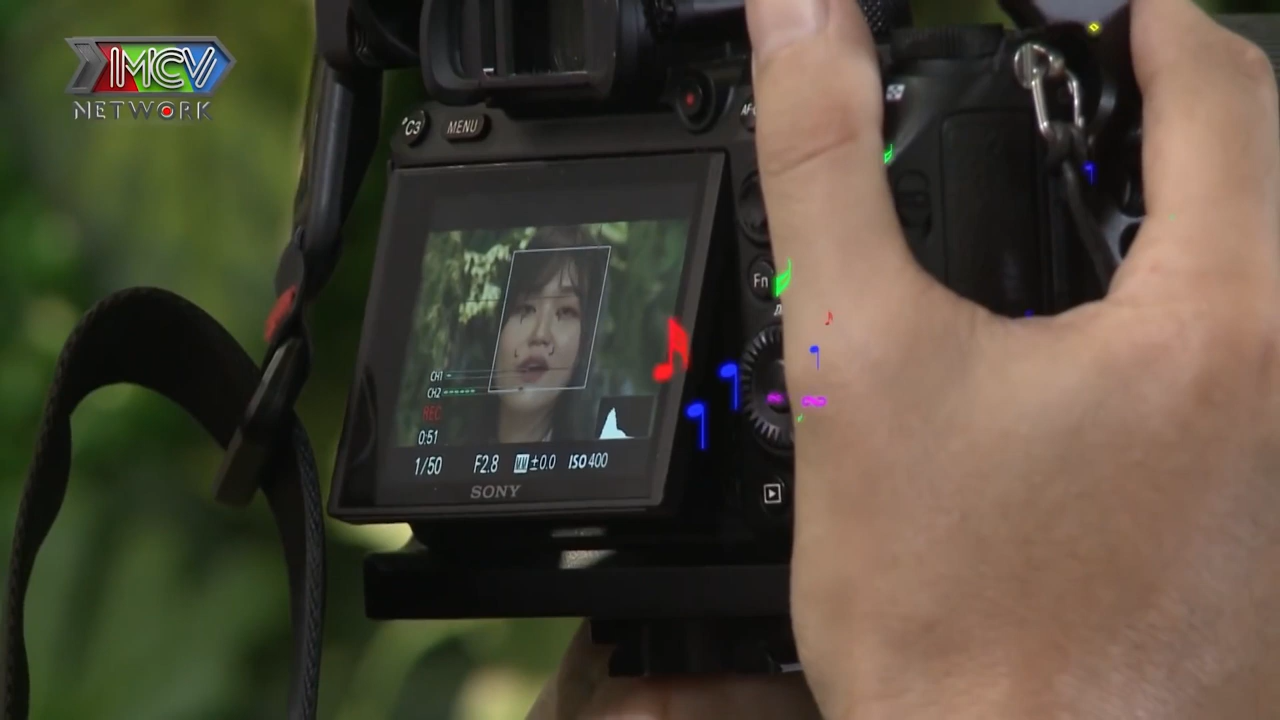 MCV
NETWORK
C3
MENU
Fn
CH1
CH2
REC
0:51
1/50 F2.8 ±0.0 ISO 400
SONY